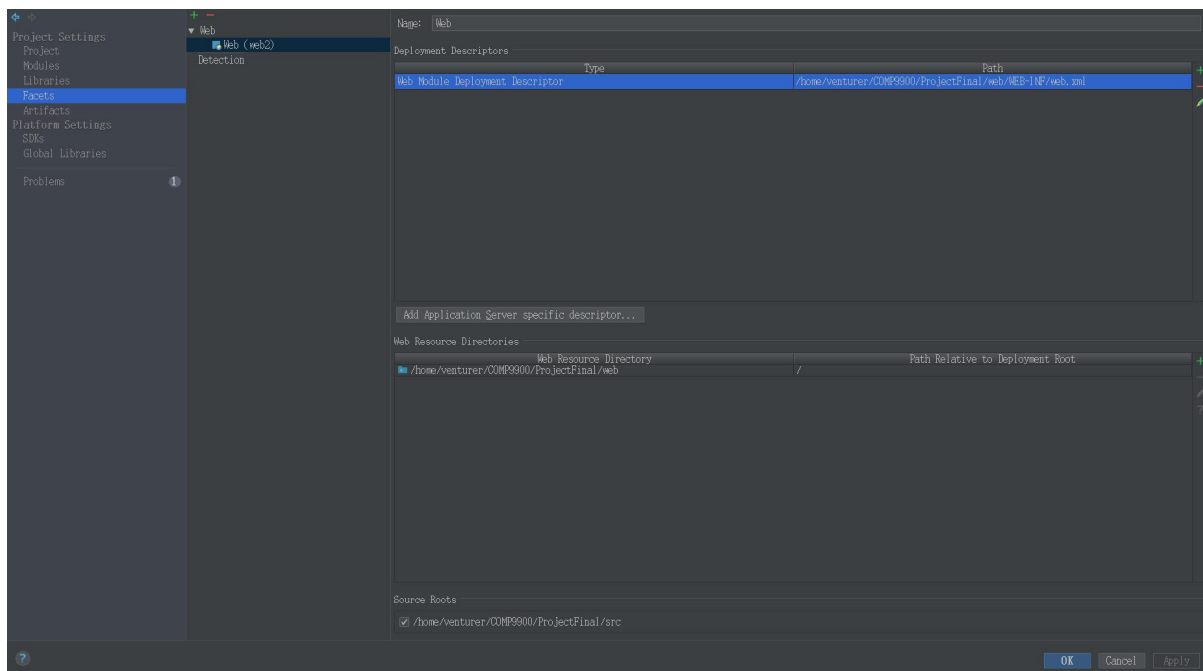 Project Settings
Project
Modules
Libraries
Facets
Artifacts
Platform Settings
SDKs
Global Libraries
Problems 1
Web
Web (web2)
Detection
Name: Web
Deployment Descriptors
Type Path
Web Module Deployment Descriptor /home/venturer/COMP9900/ProjectFinal/web/WEB-INF/web.xml
Add Application Server specific descriptor...
Web Resource Directories
Web Resource Directory Path Relative to Deployment Root
/home/venturer/COMP9900/ProjectFinal/web /
Source Roots
/home/venturer/COMP9900/ProjectFinal/src
? OK Cancel Apply